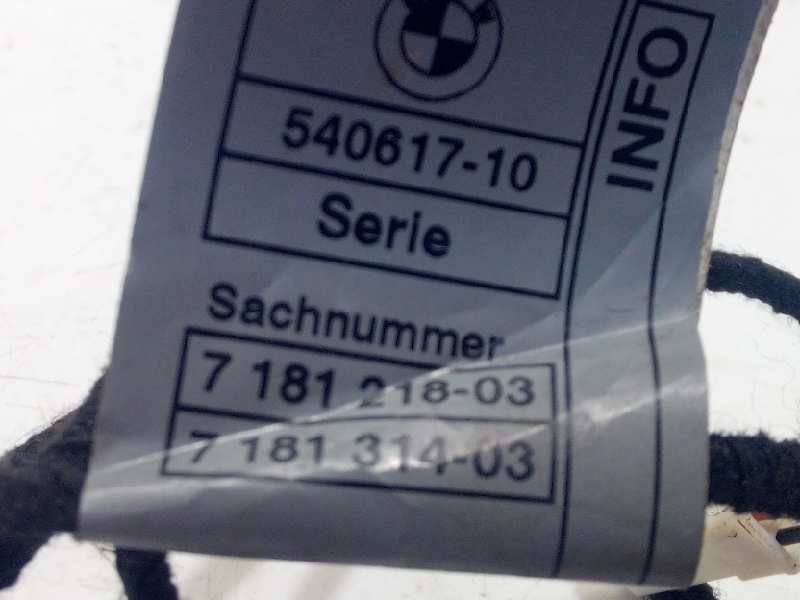 540617-10
Serie
Sachnummer
7 181 218-03
7 181 314-03
INFO